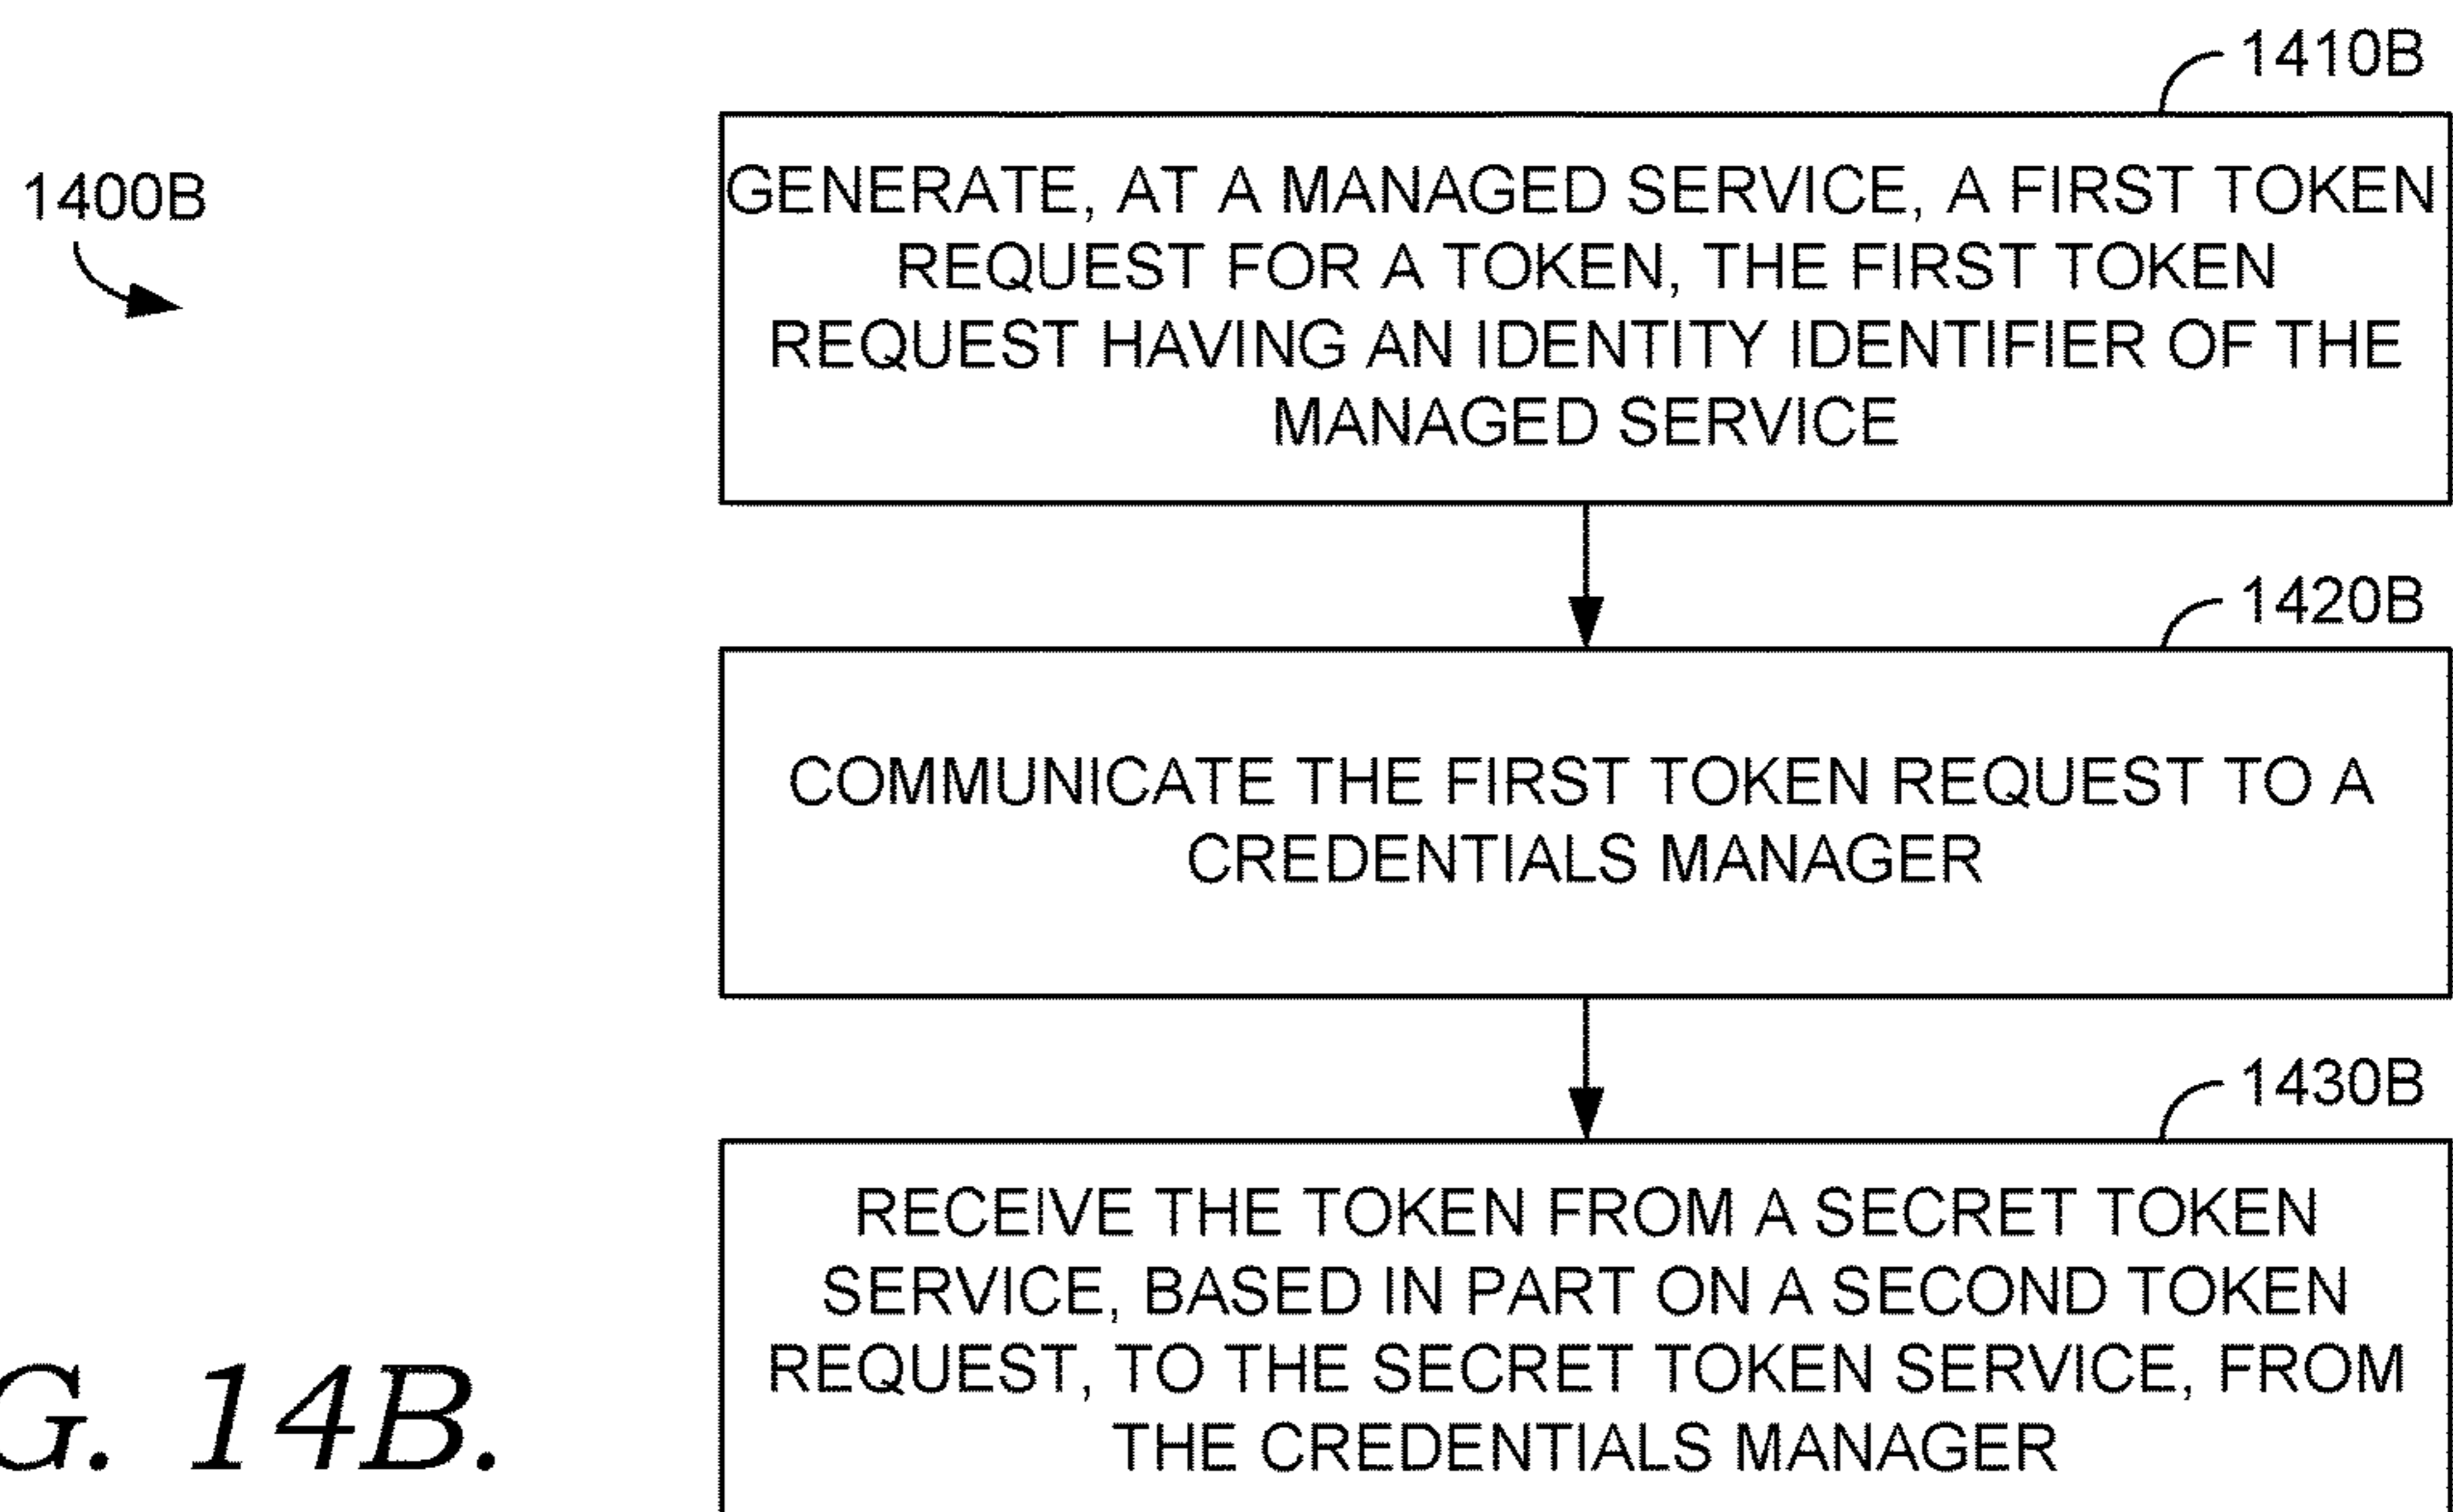 1410B
1400B
GENERATE, AT A MANAGED SERVICE, A FIRST TOKEN
REQUEST FOR A TOKEN, THE FIRST TOKEN
REQUEST HAVING AN IDENTITY IDENTIFIER OF THE
MANAGED SERVICE
1420B
COMMUNICATE THE FIRST TOKEN REQUEST TO A
CREDENTIALS MANAGER
1430B
RECEIVE THE TOKEN FROM A SECRET TOKEN
SERVICE, BASED IN PART ON A SECOND TOKEN
REQUEST, TO THE SECRET TOKEN SERVICE, FROM
THE CREDENTIALS MANAGER
G. 14B.